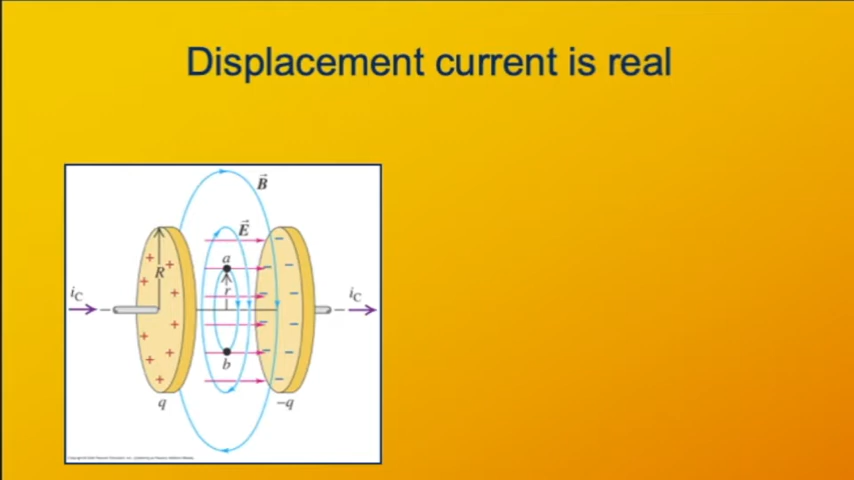 Displacement current is real
B
E
a
R
r
iC
iC
b
q
−q